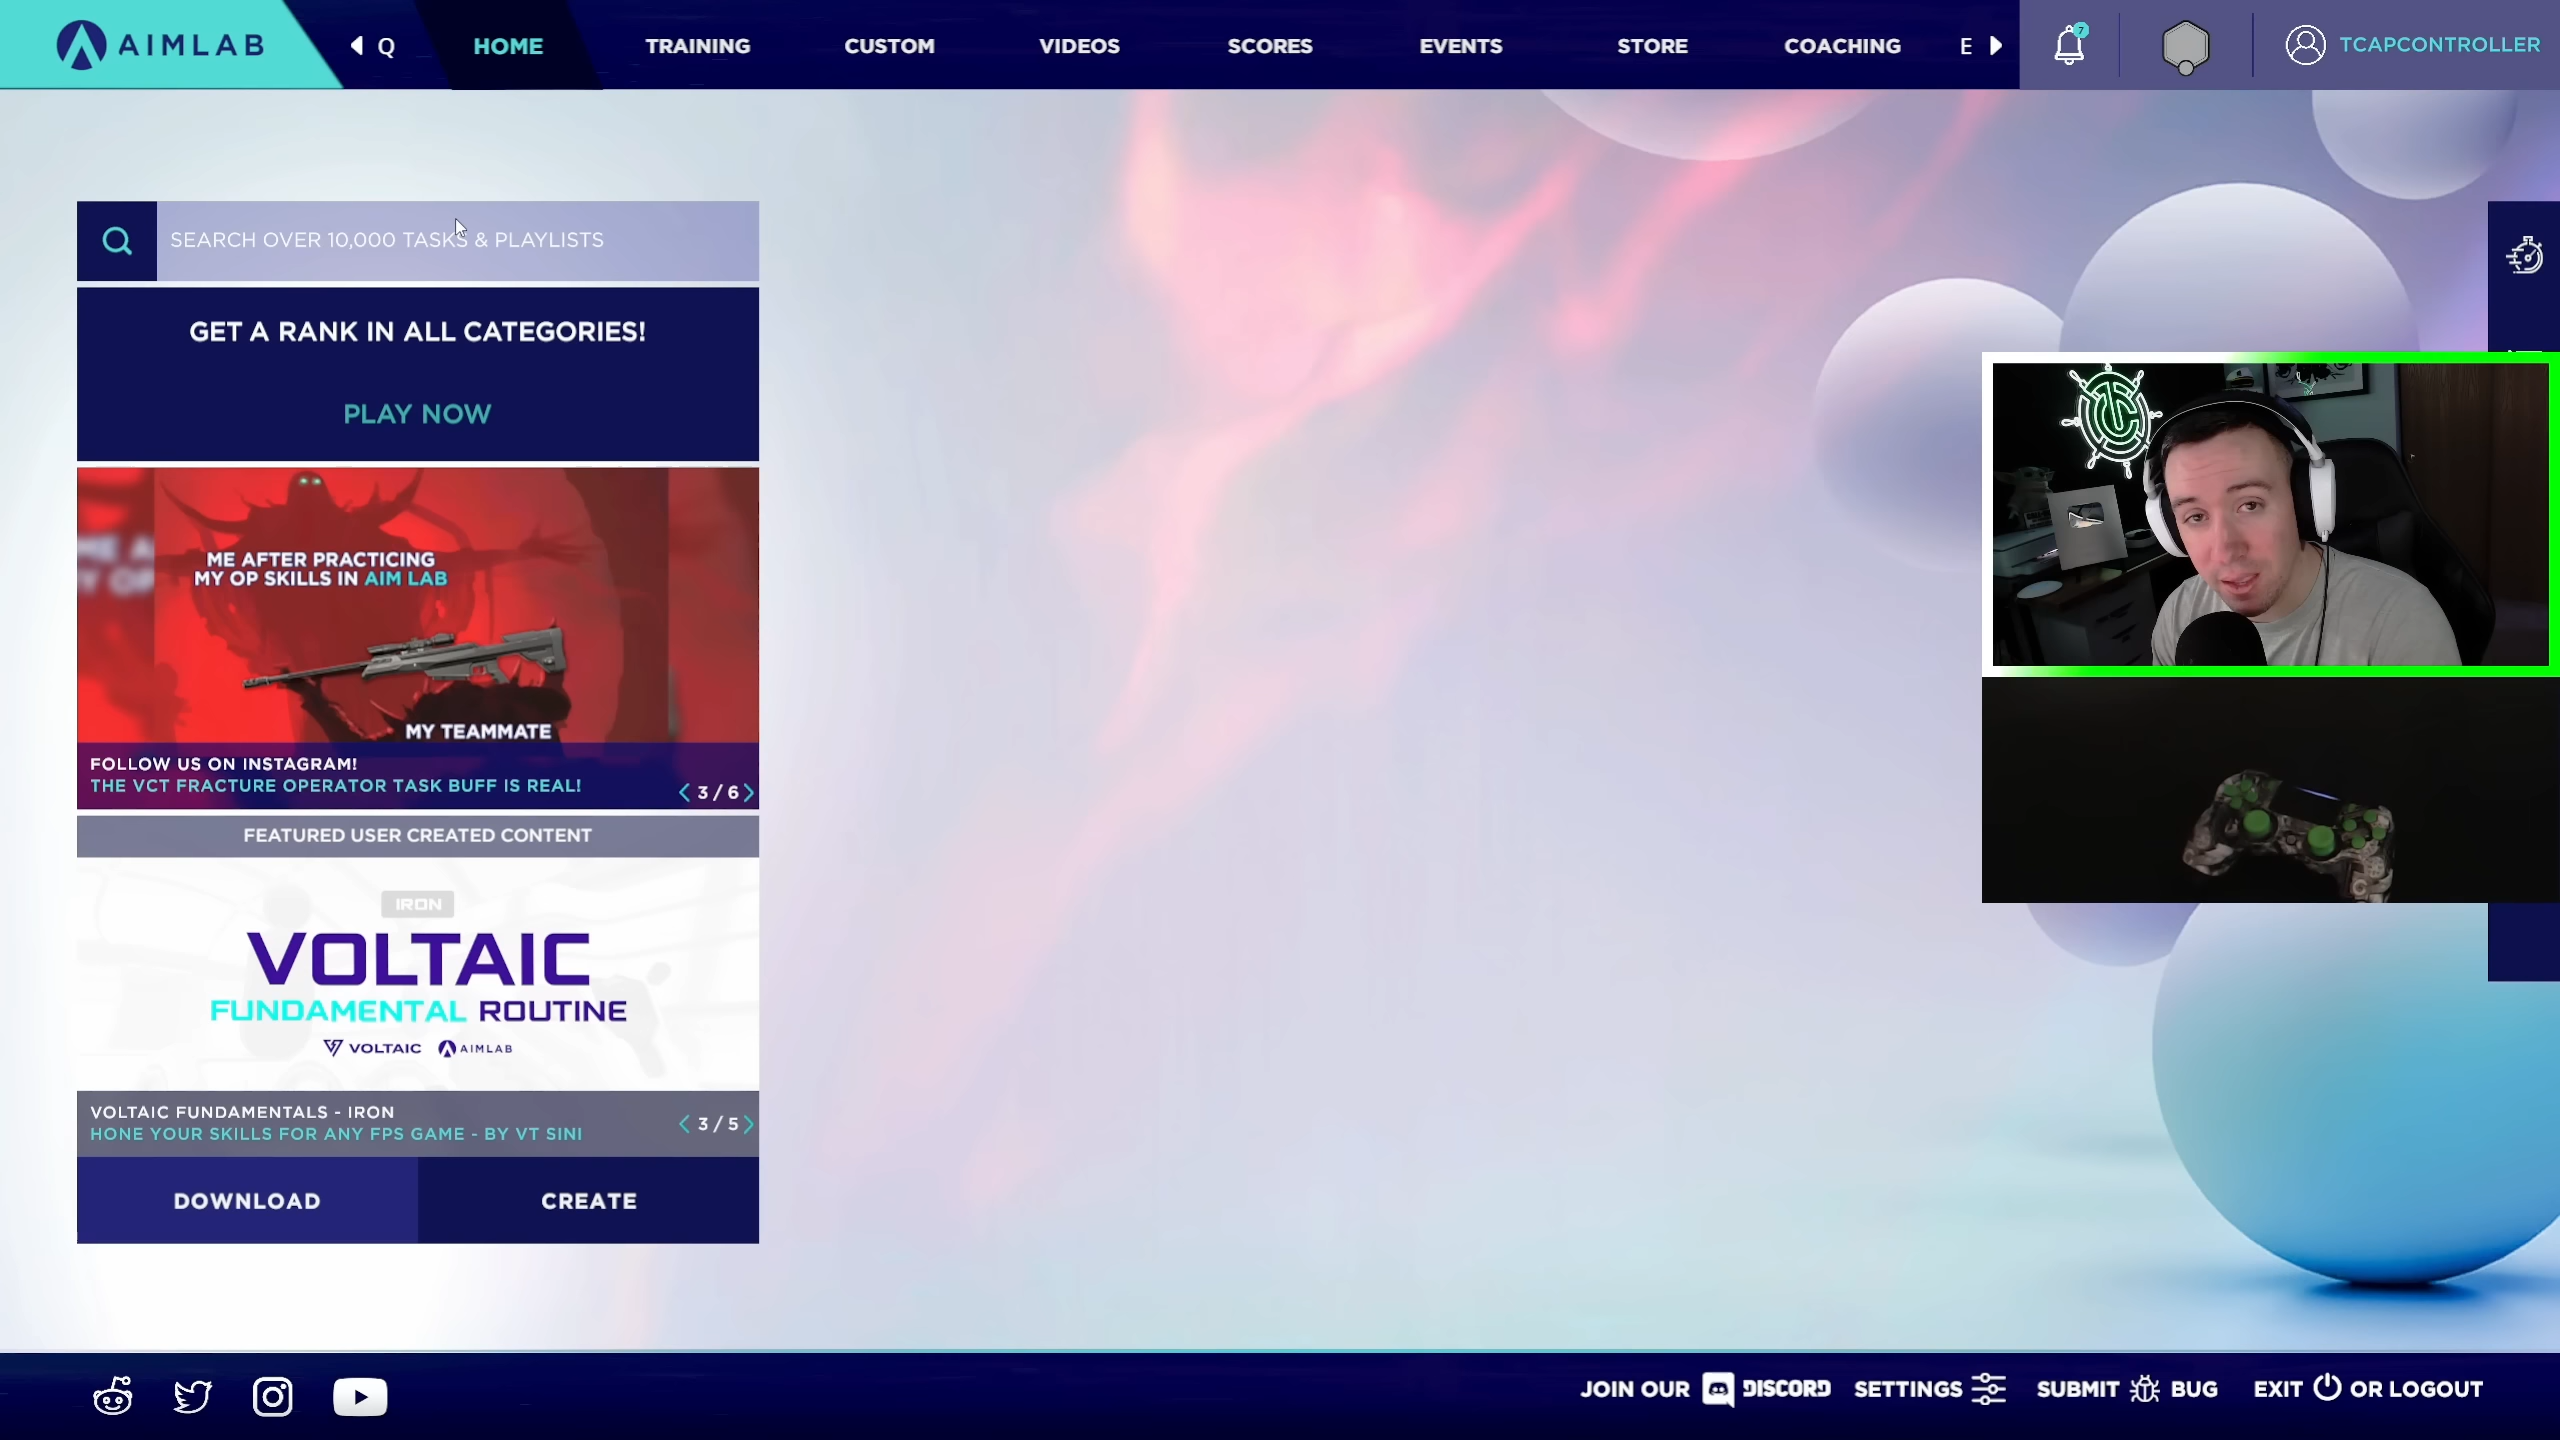 AIMLAB
Q
HOME
TRAINING
CUSTOM
VIDEOS
SCORES
EVENTS
STORE
COACHING
E
7
TCAPCONTROLLER
SEARCH OVER 10,000 TASKS & PLAYLISTS
GET A RANK IN ALL CATEGORIES!
PLAY NOW
ME AFTER PRACTICING
MY OP SKILLS IN AIM LAB
MY TEAMMATE
FOLLOW US ON INSTAGRAM!
THE VCT FRACTURE OPERATOR TASK BUFF IS REAL!
3 / 6
FEATURED USER CREATED CONTENT
IRON
VOLTAIC
FUNDAMENTAL ROUTINE
VOLTAIC AIMLAB
VOLTAIC FUNDAMENTALS - IRON
HONE YOUR SKILLS FOR ANY FPS GAME - BY VT SINI
3 / 5
DOWNLOAD
CREATE
JOIN OUR DISCORD
SETTINGS
SUBMIT BUG
EXIT OR LOGOUT